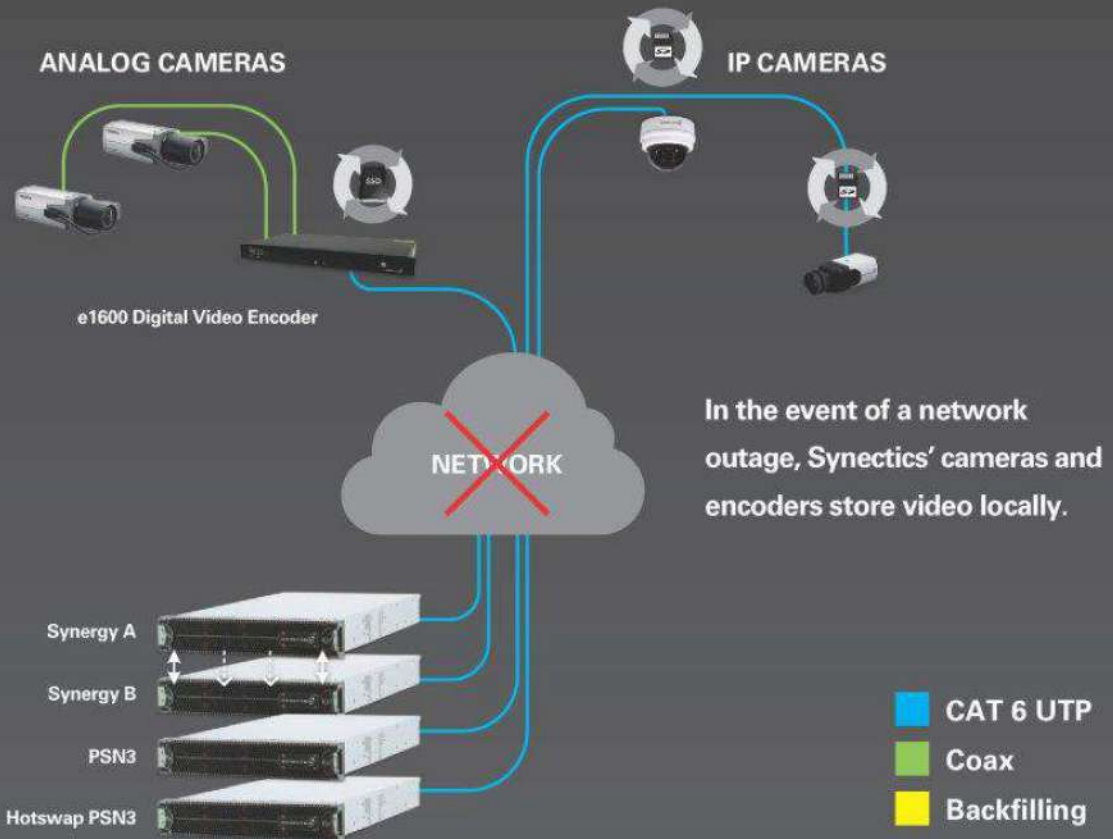 ANALOG CAMERAS
IP CAMERAS
SSD
e1600 Digital Video Encoder
NETWORK
In the event of a network
outage, Synectics’ cameras and
encoders store video locally.
Synergy A
Synergy B
PSN3
Hotswap PSN3
CAT 6 UTP
Coax
Backfilling